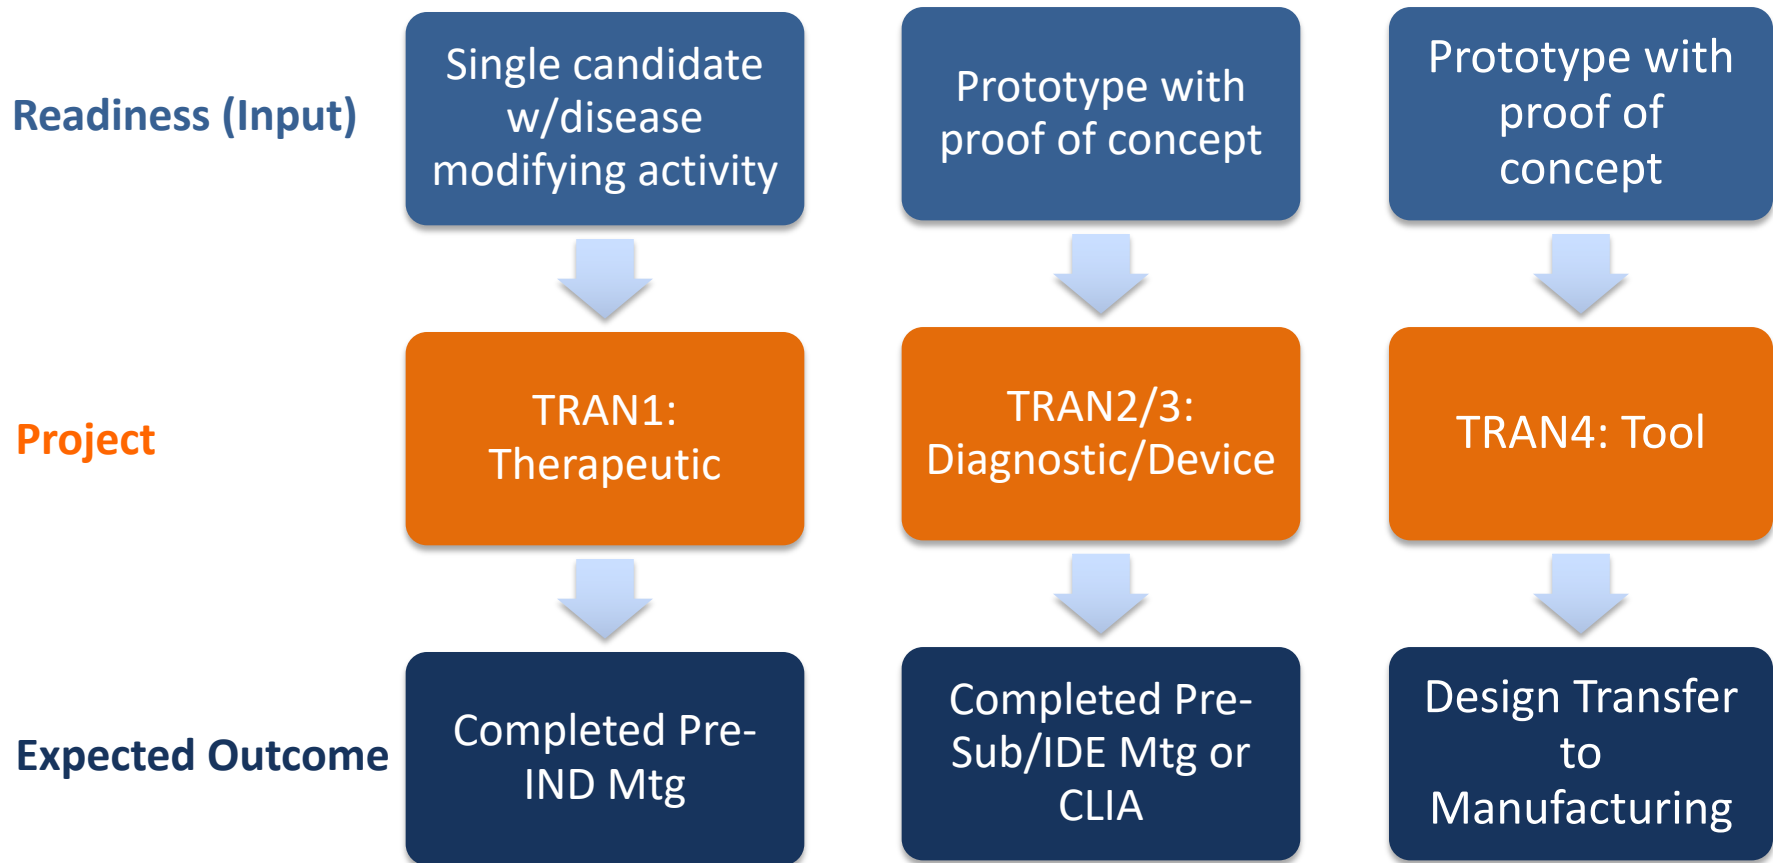 Readiness (Input)
Single candidate
w/disease
modifying activity
Prototype with
proof of concept
Prototype with
proof of
concept
Project
TRAN1:
Therapeutic
TRAN2/3:
Diagnostic/Device
TRAN4: Tool
Expected Outcome
Completed Pre-
IND Mtg
Completed Pre-
Sub/IDE Mtg or
CLIA
Design Transfer
to
Manufacturing